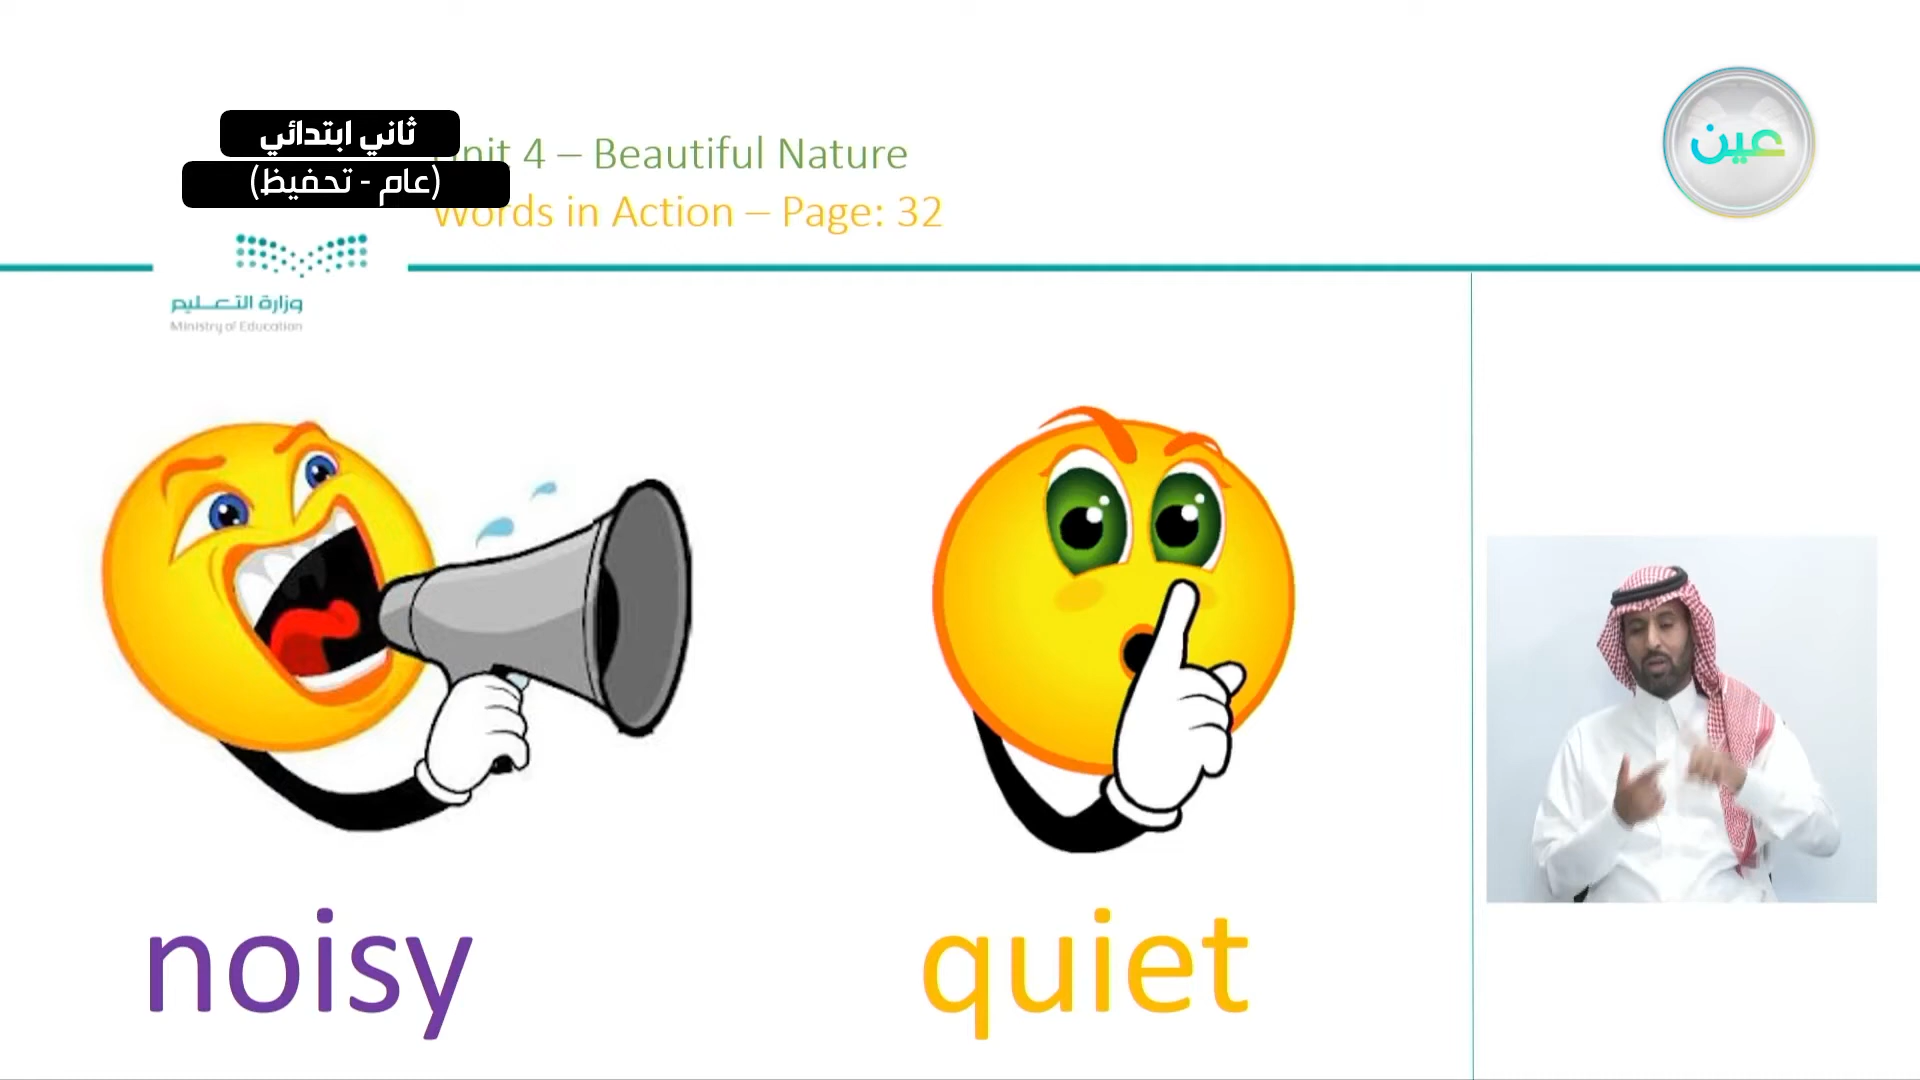 ثاني ابتدائي
(عام - تحفيظ)
Unit 4 – Beautiful Nature
Words in Action – Page: 32
عين
وزارة التعليم
Ministry of Education
noisy
quiet